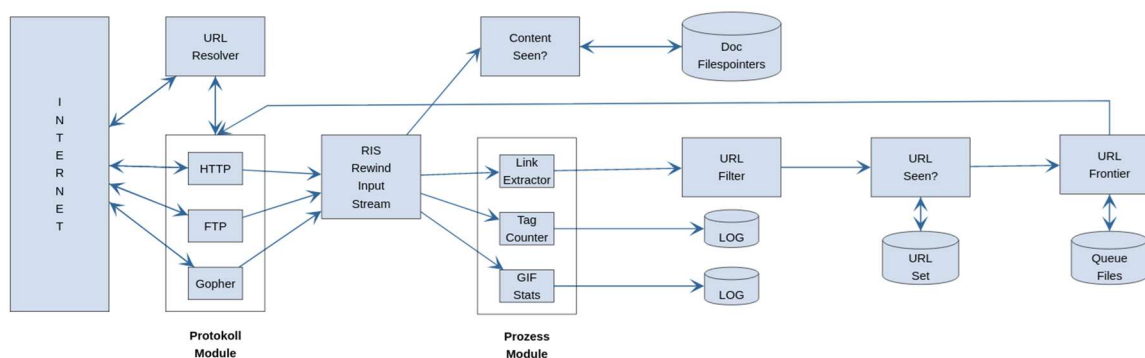 I
N
T
E
R
N
E
T
URL
Resolver
HTTP
FTP
Gopher
Protokoll
Module
RIS
Rewind
Input
Stream
Content
Seen?
Doc
Filespointers
Link
Extractor
Tag
Counter
GIF
Stats
Prozess
Module
URL
Filter
LOG
LOG
URL
Seen?
URL
Set
URL
Frontier
Queue
Files